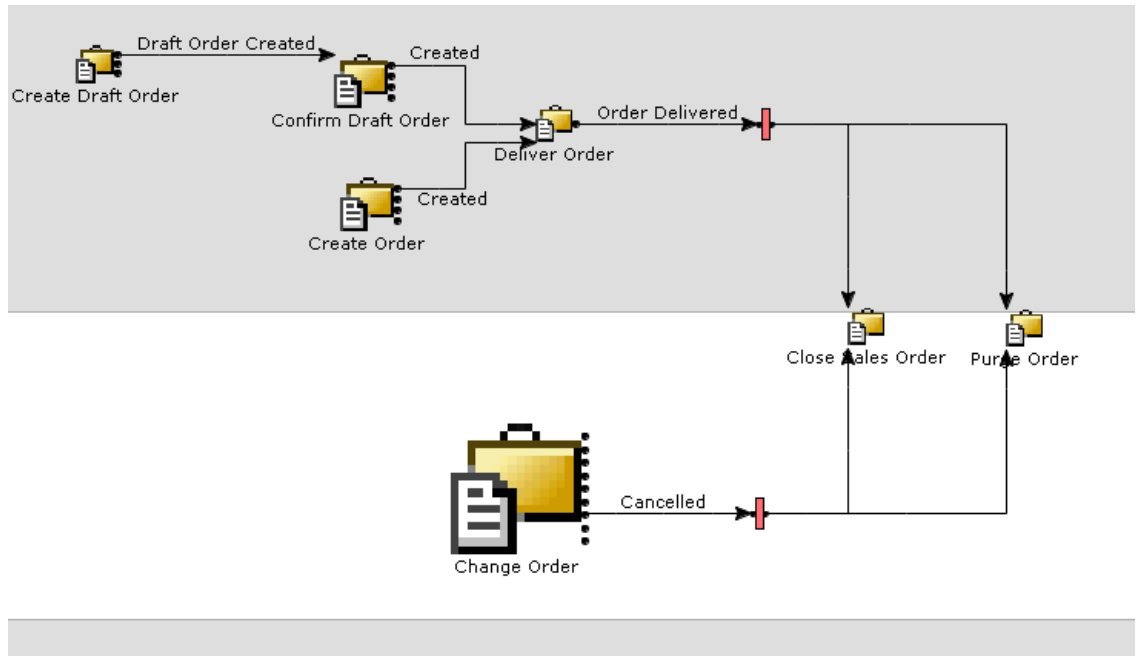 Draft Order Created
Created
Create Draft Order
Confirm Draft Order
Order Delivered
Deliver Order
Created
Create Order
Close Sales Order
Purge Order
Cancelled
Change Order